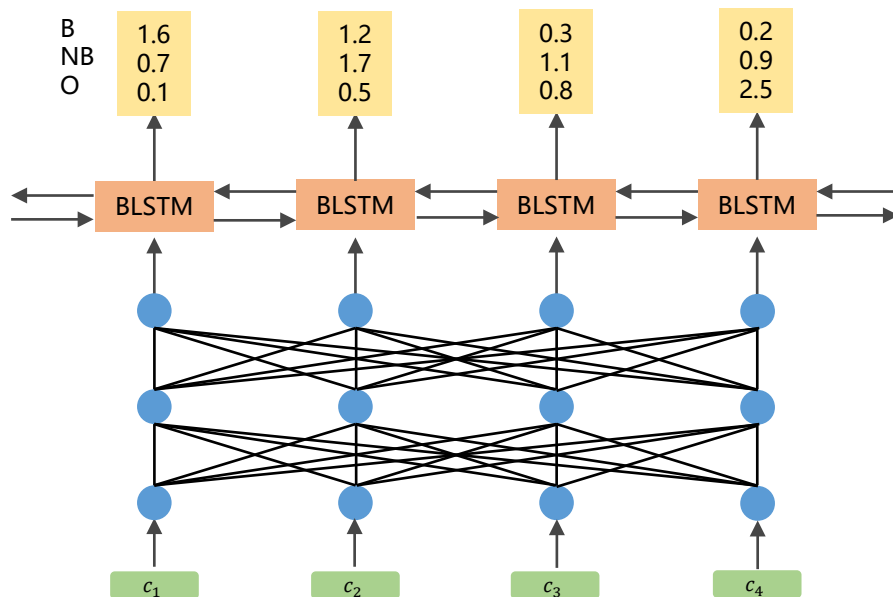 B 1.6 1.2 0.3 0.2
NB 0.7 1.7 1.1 0.9
O 0.1 0.5 0.8 2.5
BLSTM BLSTM BLSTM BLSTM
c₁ c₂ c₃ c₄